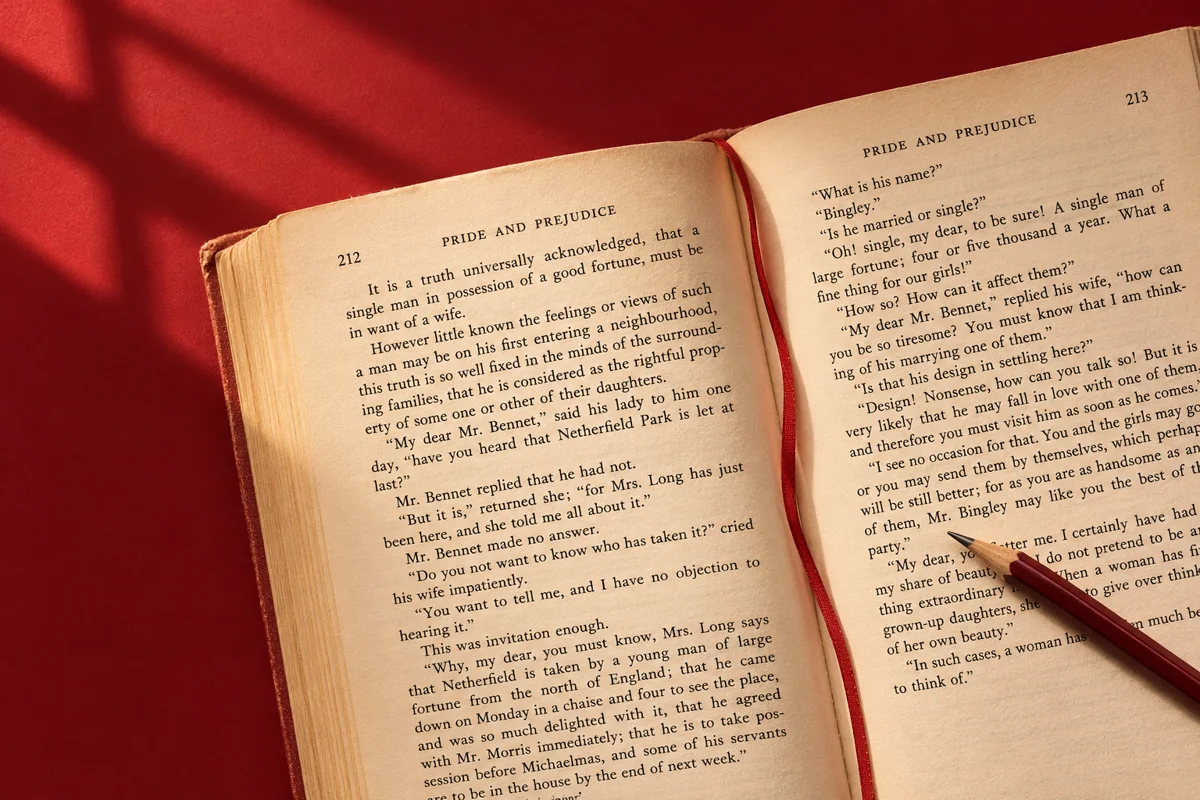 212
PRIDE AND PREJUDICE
It is a truth universally acknowledged, that a
single man in possession of a good fortune, must be
in want of a wife.
However little known the feelings or views of such
a man may be on his first entering a neighbourhood,
this truth is so well fixed in the minds of the surround-
ing families, that he is considered as the rightful prop-
erty of some one or other of their daughters.
“My dear Mr. Bennet,” said his lady to him one
day, “have you heard that Netherfield Park is let at
last?”
Mr. Bennet replied that he had not.
“But it is,” returned she; “for Mrs. Long has just
been here, and she told me all about it.”
Mr. Bennet made no answer.
“Do you not want to know who has taken it?” cried
his wife impatiently.
“You want to tell me, and I have no objection to
hearing it.”
This was invitation enough.
“Why, my dear, you must know, Mrs. Long says
that Netherfield is taken by a young man of large
fortune from the north of England; that he came
down on Monday in a chaise and four to see the place,
and was so much delighted with it, that he agreed
with Mr. Morris immediately; that he is to take pos-
session before Michaelmas, and some of his servants
are to be in the house by the end of next week.”
213
PRIDE AND PREJUDICE
“What is his name?”
“Bingley.”
“Is he married or single?”
“Oh! single, my dear, to be sure! A single man of
large fortune; four or five thousand a year. What a
fine thing for our girls!”
“How so? How can it affect them?”
“My dear Mr. Bennet,” replied his wife, “how can
you be so tiresome? You must know that I am think-
ing of his marrying one of them.”
“Is that his design in settling here?”
“Design! Nonsense, how can you talk so! But it is
very likely that he may fall in love with one of them,
and therefore you must visit him as soon as he comes.
“I see no occasion for that. You and the girls may go
or you may send them by themselves, which perhap
will be still better; for as you are as handsome as an
of them, Mr. Bingley may like you the best of th
party.”
“My dear, yo tter me. I certainly have had
my share of beauty I do not pretend to be a
thing extraordinary When a woman has fi
grown-up daughters, she to give over think
of her own beauty.”
“In such cases, a woman has en much be
to think of.”